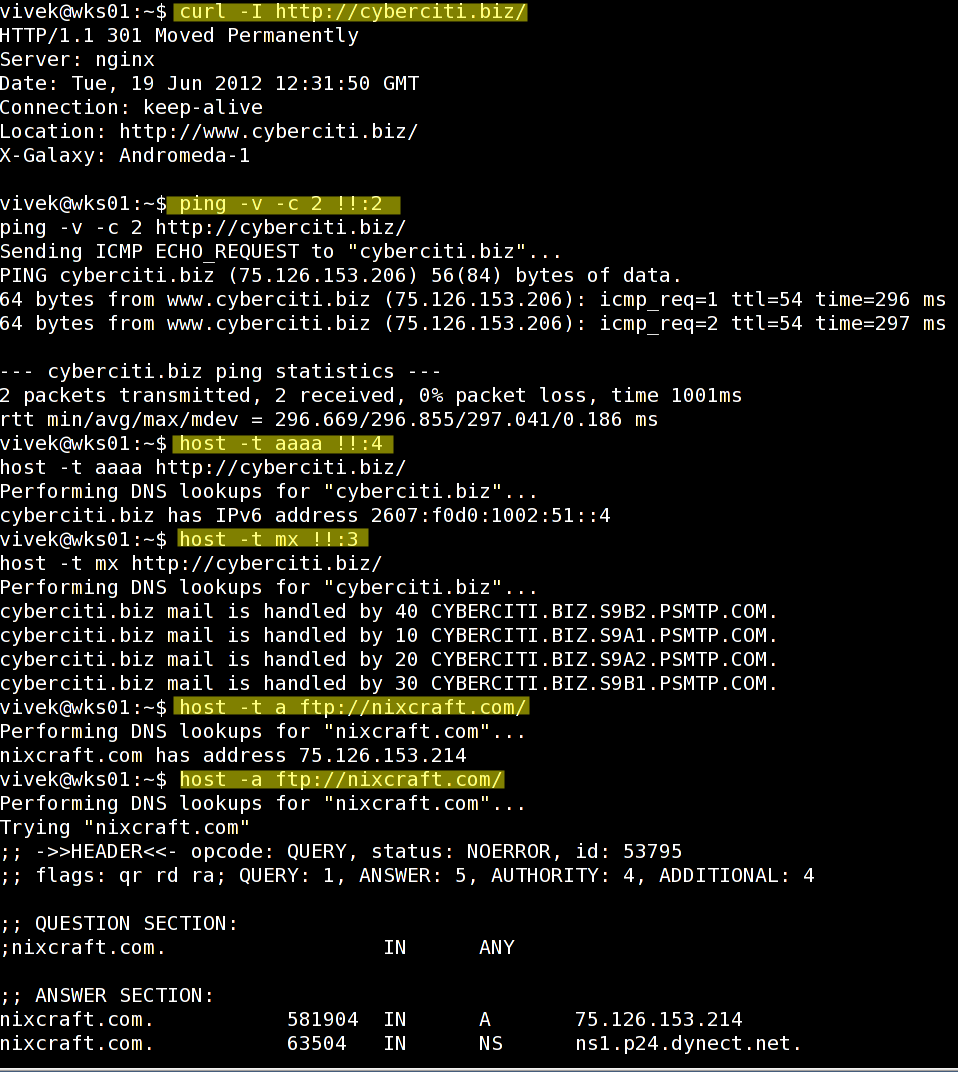 vivek@wks01:~$ curl -I http://cyberciti.biz/
HTTP/1.1 301 Moved Permanently
Server: nginx
Date: Tue, 19 Jun 2012 12:31:50 GMT
Connection: keep-alive
Location: http://www.cyberciti.biz/
X-Galaxy: Andromeda-1
vivek@wks01:~$ ping -v -c 2 !!:2
ping -v -c 2 http://cyberciti.biz/
Sending ICMP ECHO_REQUEST to "cyberciti.biz"...
PING cyberciti.biz (75.126.153.206) 56(84) bytes of data.
64 bytes from www.cyberciti.biz (75.126.153.206): icmp_req=1 ttl=54 time=296 ms
64 bytes from www.cyberciti.biz (75.126.153.206): icmp_req=2 ttl=54 time=297 ms
--- cyberciti.biz ping statistics ---
2 packets transmitted, 2 received, 0% packet loss, time 1001ms
rtt min/avg/max/mdev = 296.669/296.855/297.041/0.186 ms
vivek@wks01:~$ host -t aaaa !!:4
host -t aaaa http://cyberciti.biz/
Performing DNS lookups for "cyberciti.biz"...
cyberciti.biz has IPv6 address 2607:f0d0:1002:51::4
vivek@wks01:~$ host -t mx !!:3
host -t mx http://cyberciti.biz/
Performing DNS lookups for "cyberciti.biz"...
cyberciti.biz mail is handled by 40 CYBERCITI.BIZ.S9B2.PSMTP.COM.
cyberciti.biz mail is handled by 10 CYBERCITI.BIZ.S9A1.PSMTP.COM.
cyberciti.biz mail is handled by 20 CYBERCITI.BIZ.S9A2.PSMTP.COM.
cyberciti.biz mail is handled by 30 CYBERCITI.BIZ.S9B1.PSMTP.COM.
vivek@wks01:~$ host -t a ftp://nixcraft.com/
Performing DNS lookups for "nixcraft.com"...
nixcraft.com has address 75.126.153.214
vivek@wks01:~$ host -a ftp://nixcraft.com/
Performing DNS lookups for "nixcraft.com"...
Trying "nixcraft.com"
;; ->>HEADER<<- opcode: QUERY, status: NOERROR, id: 53795
;; flags: qr rd ra; QUERY: 1, ANSWER: 5, AUTHORITY: 4, ADDITIONAL: 4
;; QUESTION SECTION:
;nixcraft.com. IN ANY
;; ANSWER SECTION:
nixcraft.com. 581904 IN A 75.126.153.214
nixcraft.com. 63504 IN NS ns1.p24.dynect.net.